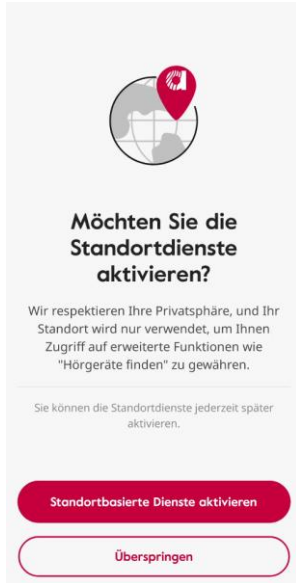 Möchten Sie die
Standortdienste
aktivieren?
Wir respektieren Ihre Privatsphäre, und Ihr
Standort wird nur verwendet, um Ihnen
Zugriff auf erweiterte Funktionen wie
"Hörgeräte finden" zu gewähren.
Sie können die Standortdienste jederzeit später
aktivieren.
Standortbasierte Dienste aktivieren
Überspringen